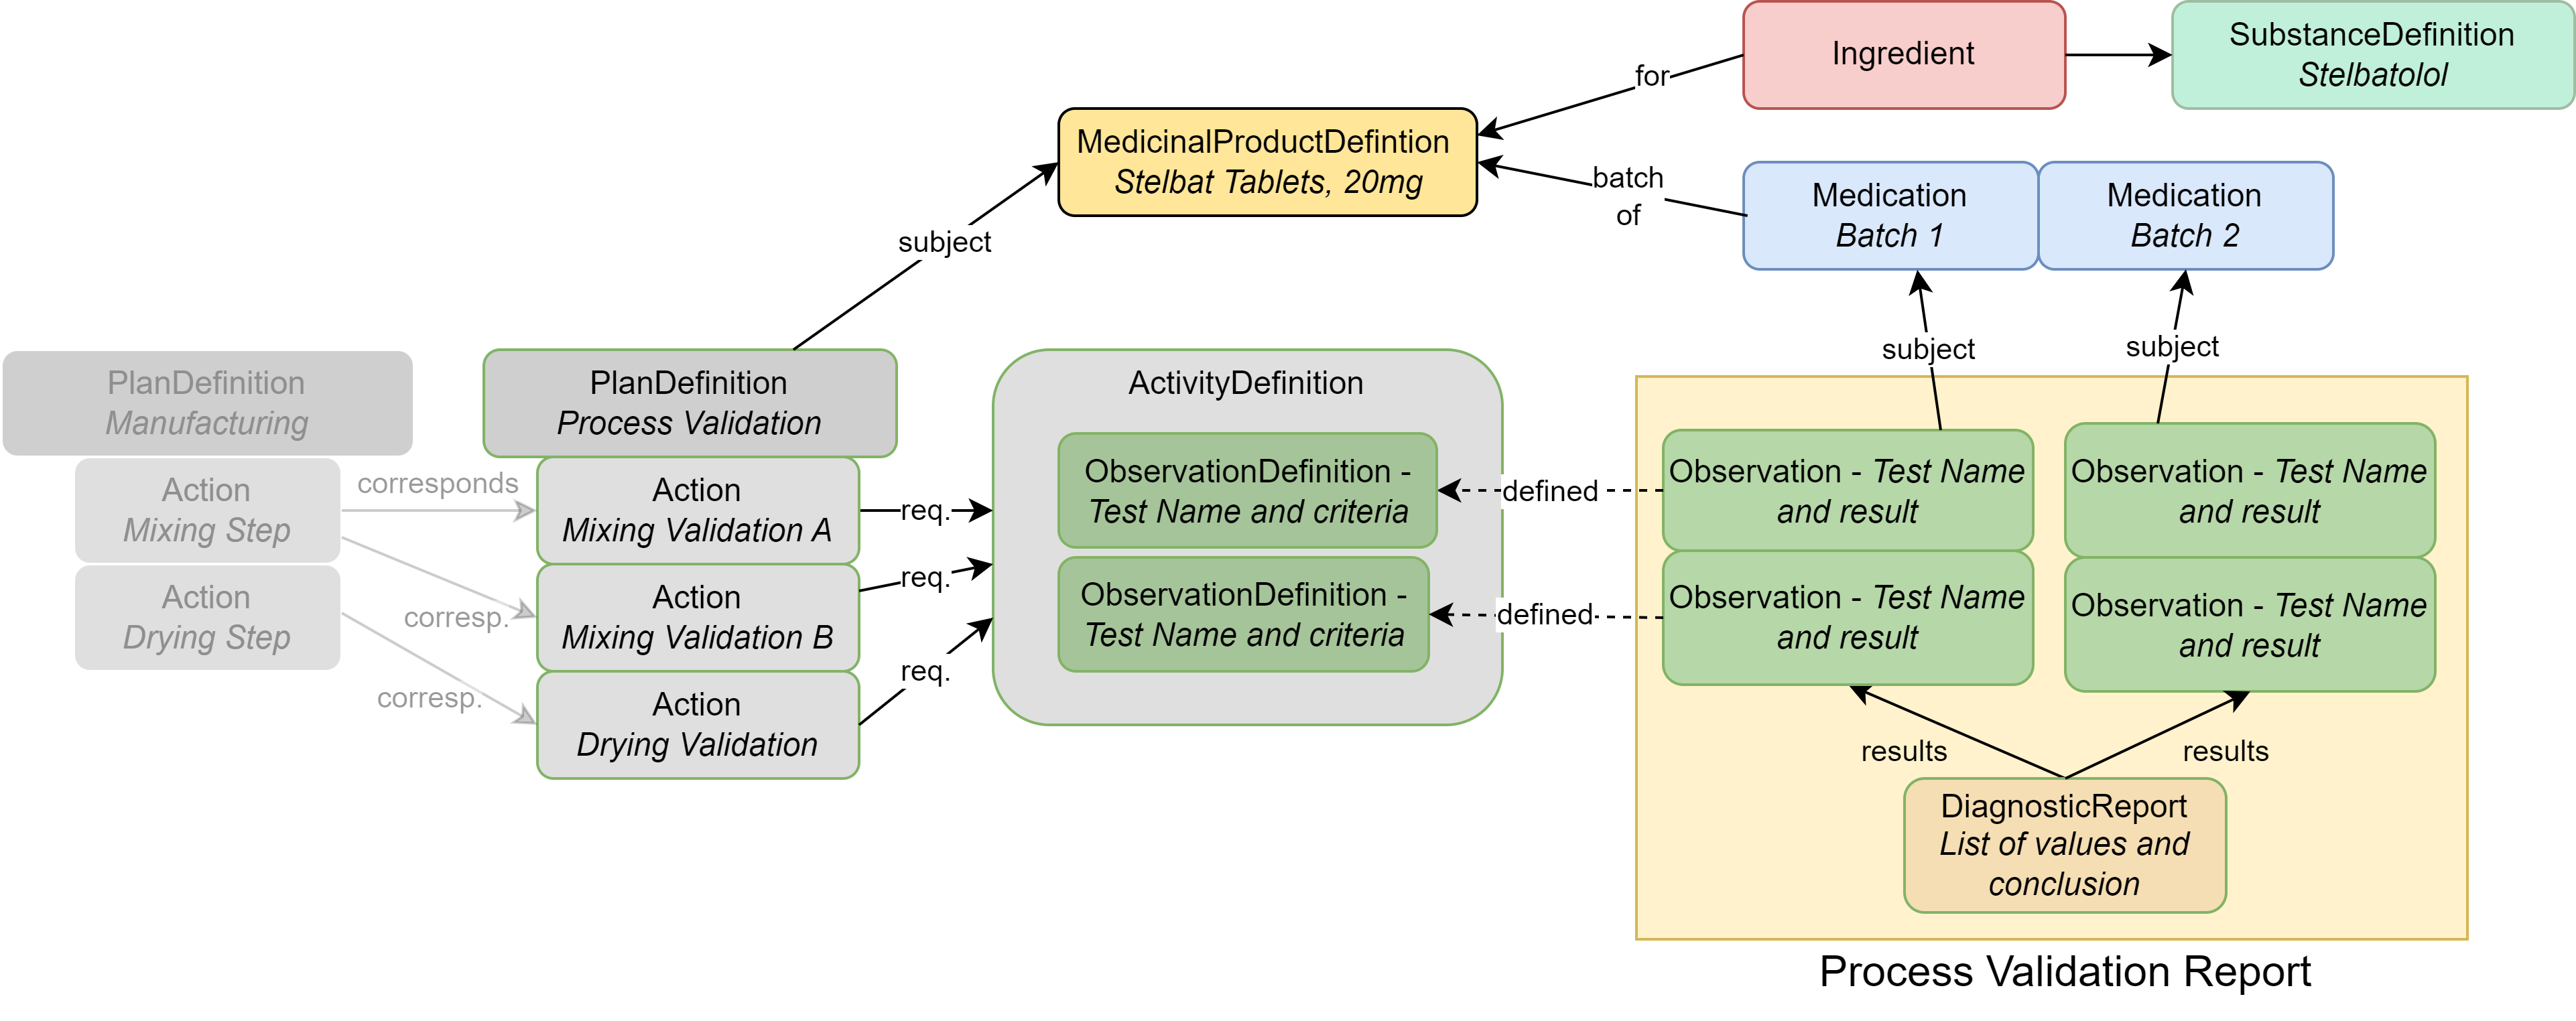 Ingredient
SubstanceDefinition
Stelbatolol
for
MedicinalProductDefintion
Stelbat Tablets, 20mg
batch
of
Medication
Batch 1
Medication
Batch 2
subject
subject
subject
PlanDefinition
Manufacturing
Action
Mixing Step
Action
Drying Step
corresponds
corresp.
corresp.
PlanDefinition
Process Validation
Action
Mixing Validation A
Action
Mixing Validation B
Action
Drying Validation
req.
req.
req.
ActivityDefinition
ObservationDefinition -
Test Name and criteria
ObservationDefinition -
Test Name and criteria
defined
defined
Observation - Test Name
and result
Observation - Test Name
and result
Observation - Test Name
and result
Observation - Test Name
and result
results
results
DiagnosticReport
List of values and
conclusion
Process Validation Report